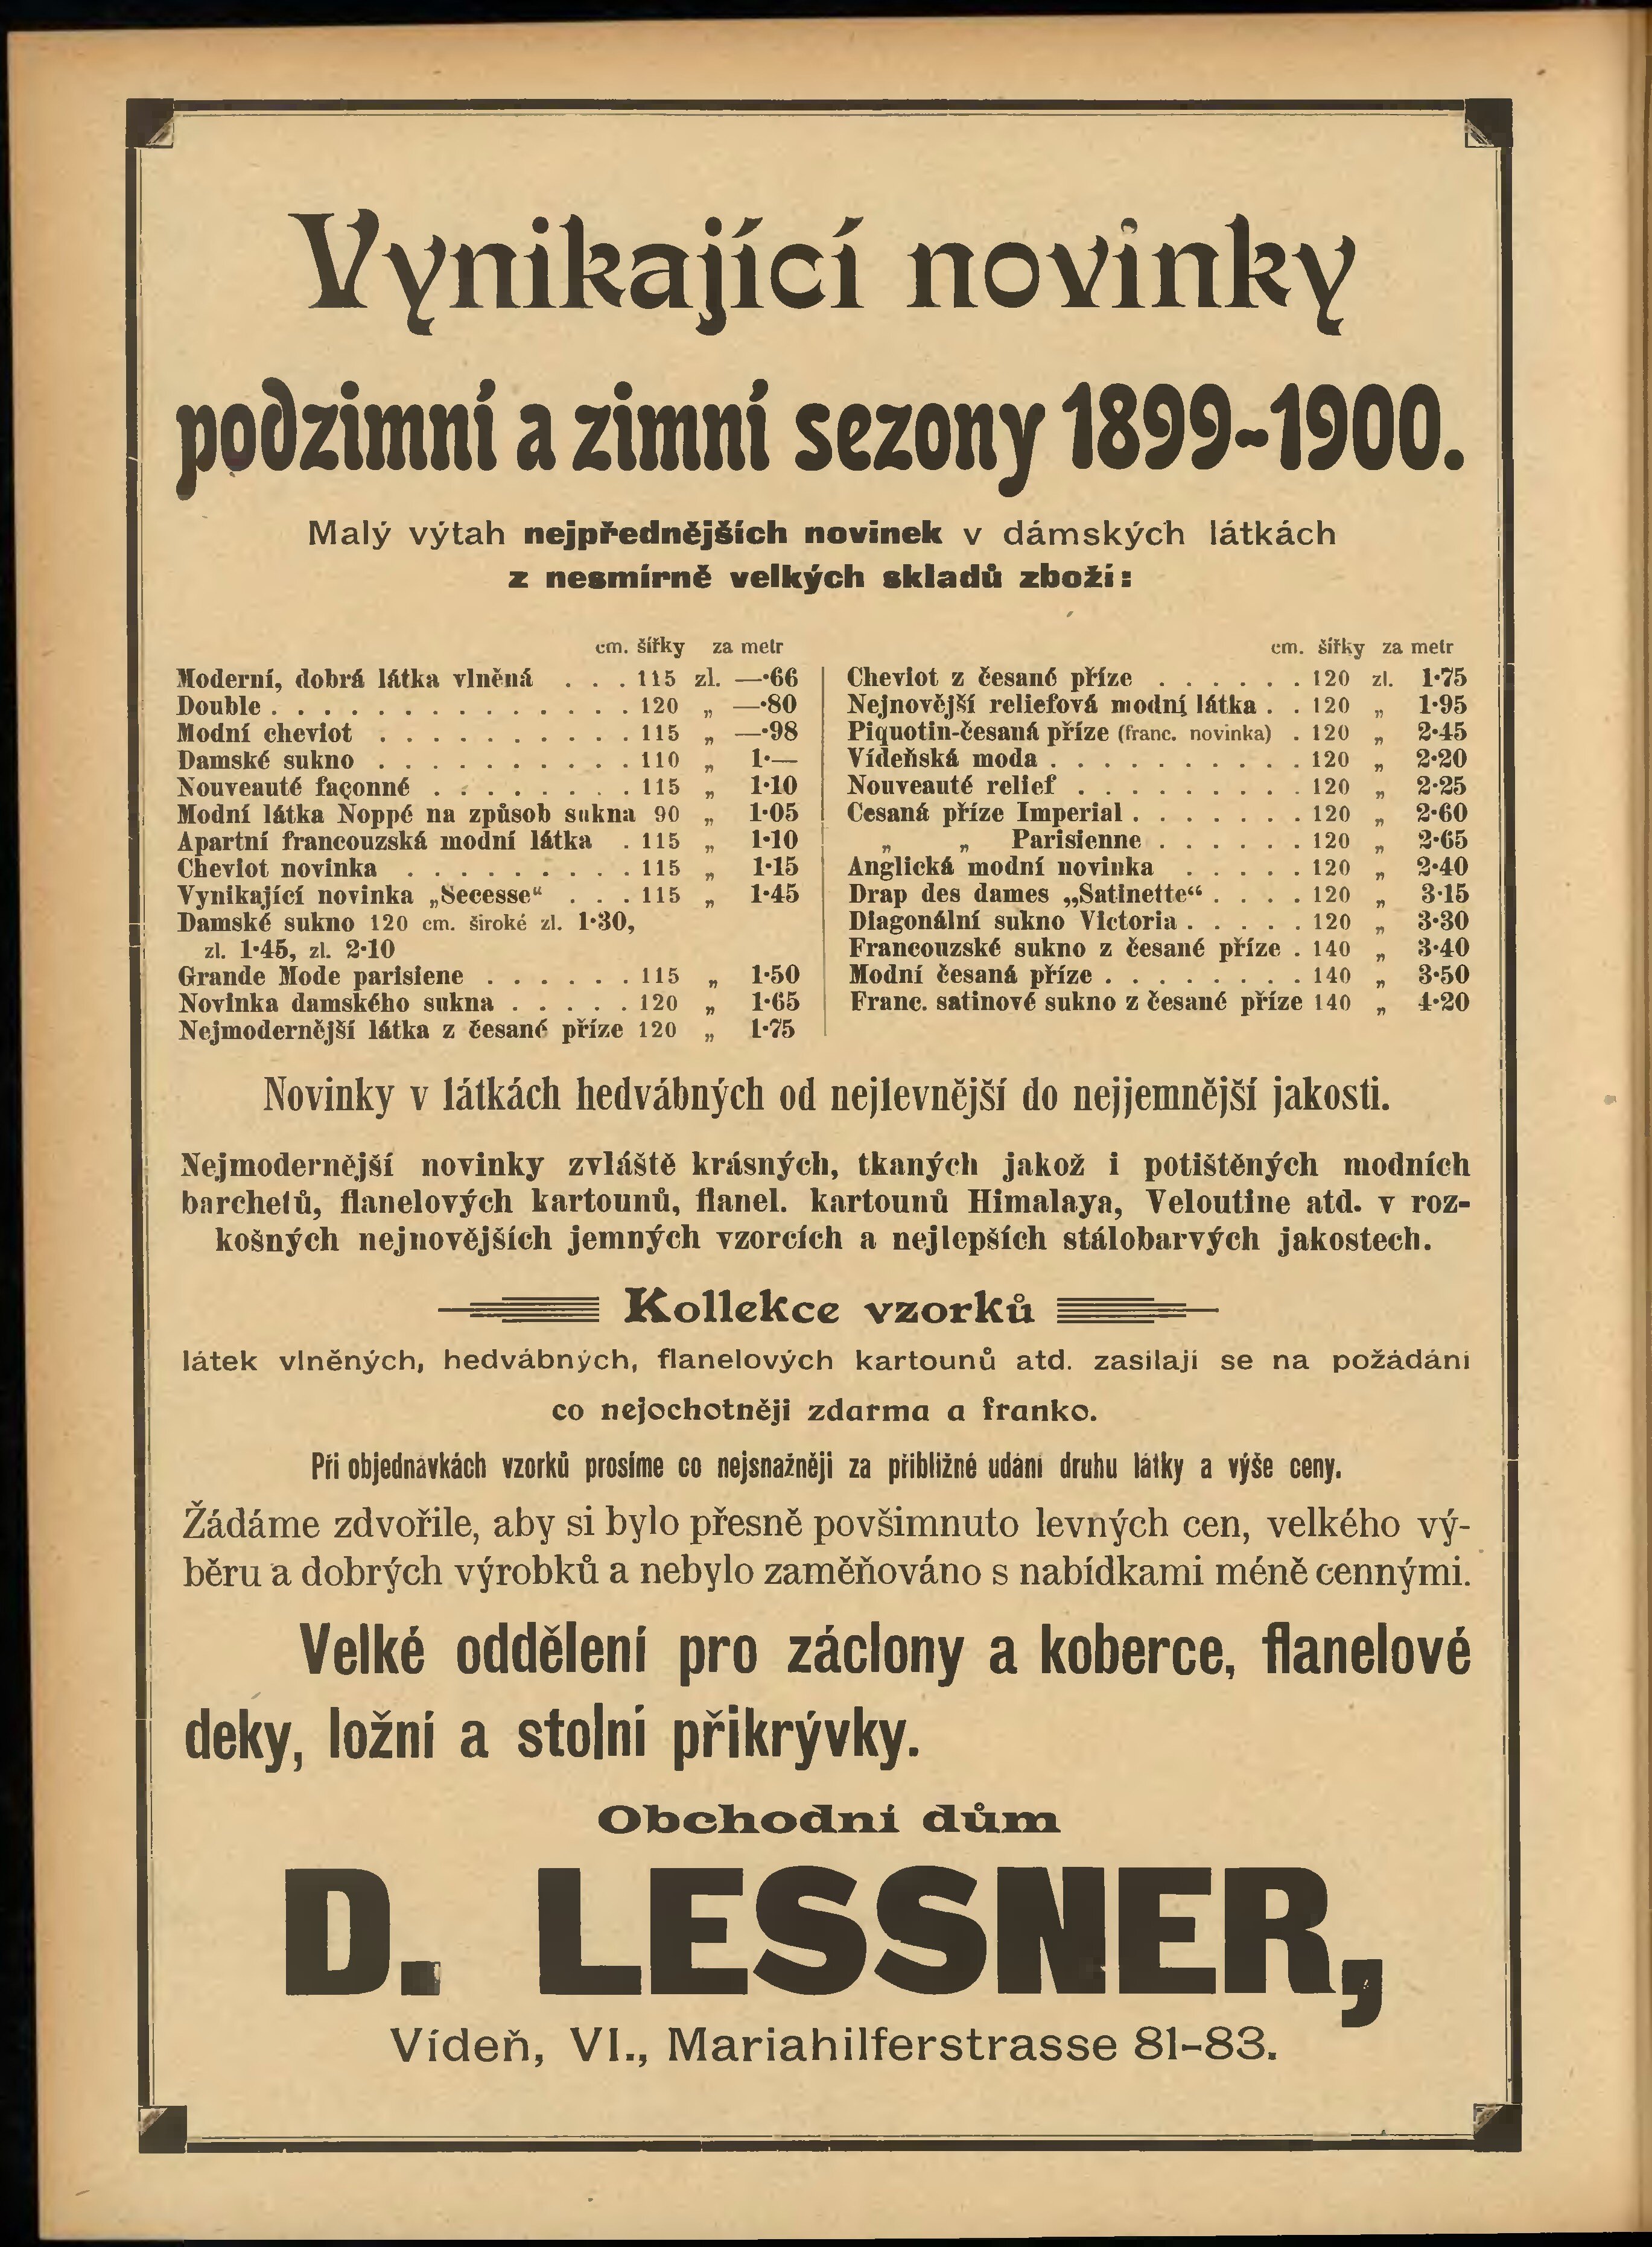 Vynikající novinky
podzimní a zimní sezony 1899-1900.
Malý výtah nejpřednějších novinek v dámských látkách
z nesmírně velkých skladů zboží:
cm. šířky za metr
Moderní, dobrá látka vlněná . . . 115 zl. —·66
Double . . . . . . . . . . . . . . 120 „ —·80
Modní cheviot . . . . . . . . . . 115 „ —·98
Damské sukno . . . . . . . . . . 110 „ 1·—
Nouveauté façonné . . . . . . . . 115 „ 1·10
Modní látka Noppé na způsob sukna 90 „ 1·05
Apartní francouzská modní látka . 115 „ 1·10
Cheviot novinka . . . . . . . . . 115 „ 1·15
Vynikající novinka „Secesse“ . . . 115 „ 1·45
Damské sukno 120 cm. široké zl. 1·30,
zl. 1·45, zl. 2·10
Grande Mode parisiene . . . . . . 115 „ 1·50
Novinka damského sukna . . . . . 120 „ 1·65
Nejmodernější látka z česané příze 120 „ 1·75
cm. šířky za metr
Cheviot z česané příze . . . . . . 120 zl. 1·75
Nejnovější reliefová modní látka . . 120 „ 1·95
Piquotin-česaná příze (franc. novinka) . 120 „ 2·45
Vídeňská moda . . . . . . . . . . 120 „ 2·20
Nouveauté relief . . . . . . . . . 120 „ 2·25
Cesaná příze Imperial . . . . . . . 120 „ 2·60
„ „ Parisienne . . . . . . 120 „ 2·65
Anglická modní novinka . . . . . 120 „ 2·40
Drap des dames „Satinette“ . . . . 120 „ 3·15
Diagonální sukno Victoria . . . . . 120 „ 3·30
Francouzské sukno z česané příze . 140 „ 3·40
Modní česaná příze . . . . . . . . 140 „ 3·50
Franc. satinové sukno z česané příze 140 „ 4·20
Novinky v látkách hedvábných od nejlevnější do nejjemnější jakosti.
Nejmodernější novinky zvláště krásných, tkaných jakož i potištěných modních
barchetů, flanelových kartounů, flanel. kartounů Himalaya, Veloutine atd. v roz-
košných nejnovějších jemných vzorcích a nejlepších stálobarvých jakostech.
Kollekce vzorků
látek vlněných, hedvábných, flanelových kartounů atd. zasílají se na požádání
co nejochotněji zdarma a franko.
Při objednávkách vzorků prosíme co nejsnažněji za přibližné udání druhu látky a výše ceny.
Žádáme zdvořile, aby si bylo přesně povšimnuto levných cen, velkého vý-
běru a dobrých výrobků a nebylo zaměňováno s nabídkami méně cennými.
Velké oddělení pro záclony a koberce, flanelové
deky, ložní a stolní přikrývky.
Obchodní dům
D. LESSNER,
Vídeň, VI., Mariahilferstrasse 81-83.